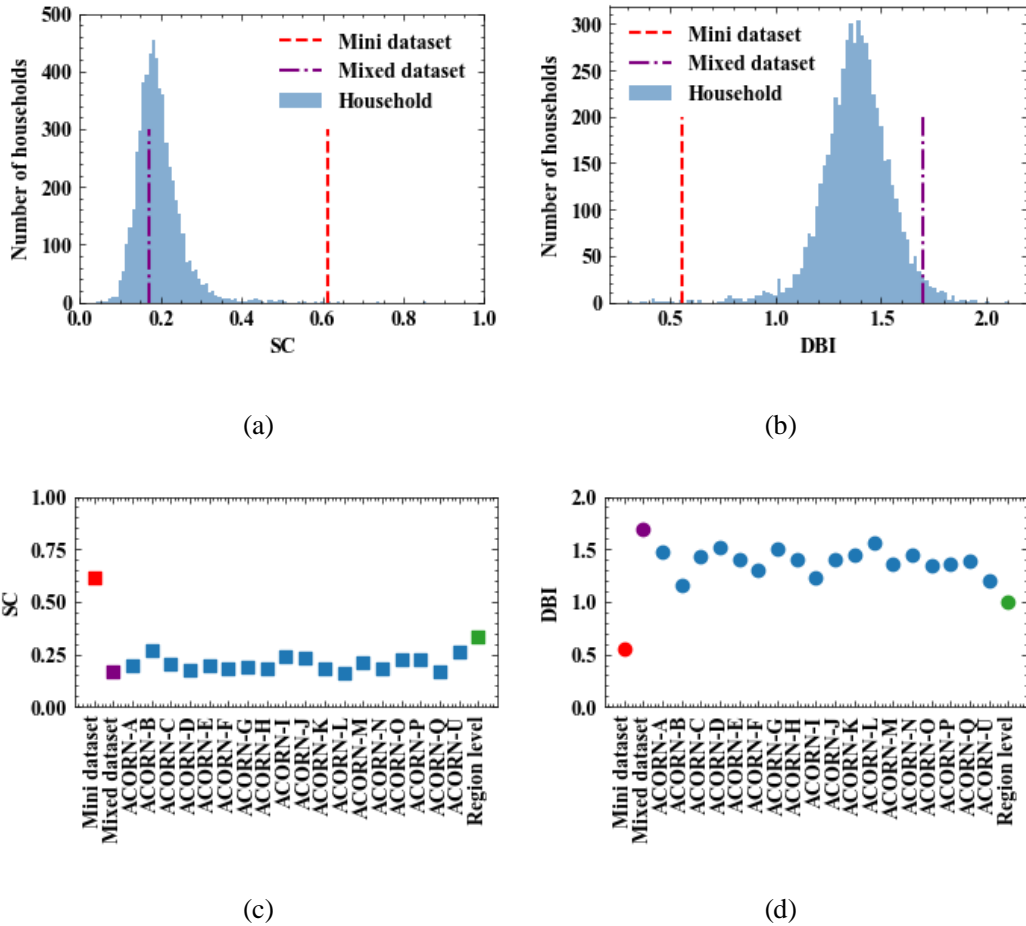 500
400
300
200
100
0
Number of households
Mini dataset
Mixed dataset
Household
0.0 0.2 0.4 0.6 0.8 1.0
SC
(a)
300
250
200
150
100
50
0
Number of households
Mini dataset
Mixed dataset
Household
0.5 1.0 1.5 2.0
DBI
(b)
1.00
0.75
0.50
0.25
0.00
SC
Mini dataset
Mixed dataset
ACORN-A
ACORN-B
ACORN-C
ACORN-D
ACORN-E
ACORN-F
ACORN-G
ACORN-H
ACORN-I
ACORN-J
ACORN-K
ACORN-L
ACORN-M
ACORN-N
ACORN-O
ACORN-P
ACORN-Q
ACORN-U
Region level
(c)
2.0
1.5
1.0
0.5
0.0
DBI
Mini dataset
Mixed dataset
ACORN-A
ACORN-B
ACORN-C
ACORN-D
ACORN-E
ACORN-F
ACORN-G
ACORN-H
ACORN-I
ACORN-J
ACORN-K
ACORN-L
ACORN-M
ACORN-N
ACORN-O
ACORN-P
ACORN-Q
ACORN-U
Region level
(d)